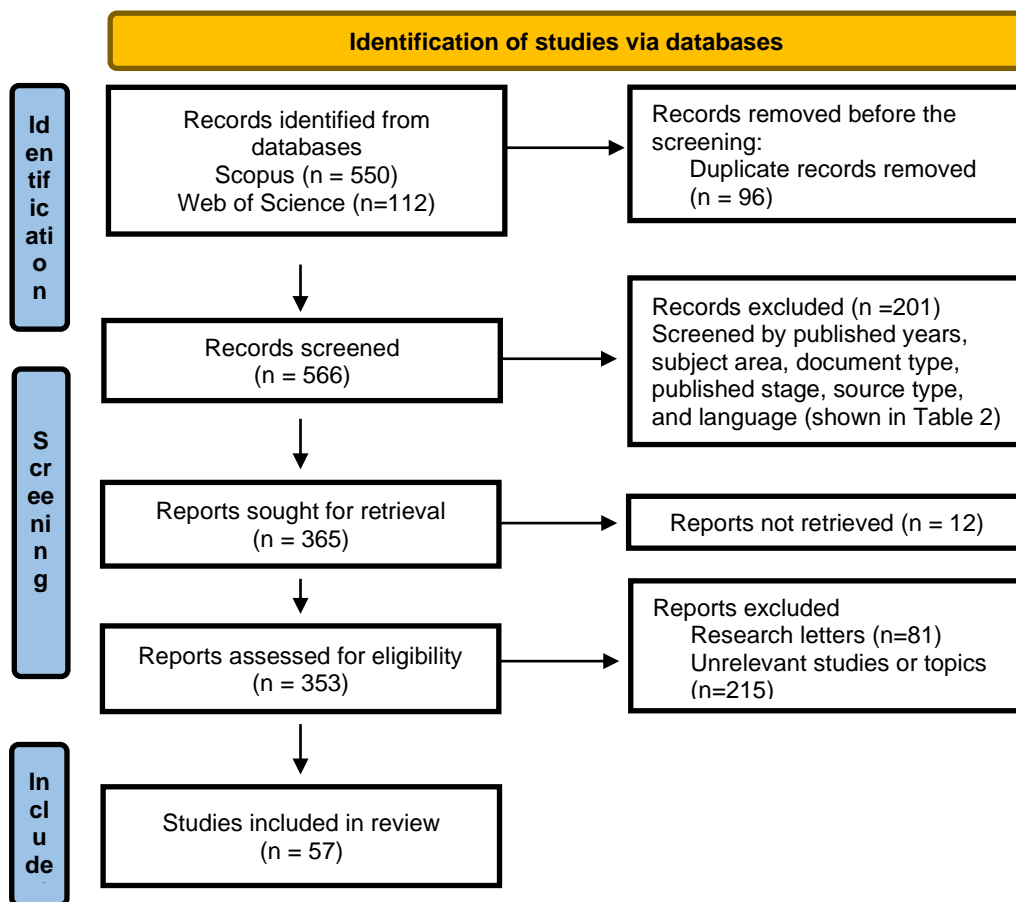 Identification of studies via databases
Id
en
tif
ic
ati
o
n
Records identified from
databases
Scopus (n = 550)
Web of Science (n=112)
Records removed before the
screening:
Duplicate records removed
(n = 96)
Records screened
(n = 566)
Records excluded (n =201)
Screened by published years,
subject area, document type,
published stage, source type,
and language (shown in Table 2)
S
cr
ee
ni
n
g
Reports sought for retrieval
(n = 365)
Reports not retrieved (n = 12)
Reports assessed for eligibility
(n = 353)
Reports excluded
Research letters (n=81)
Unrelevant studies or topics
(n=215)
In
cl
u
de
Studies included in review
(n = 57)